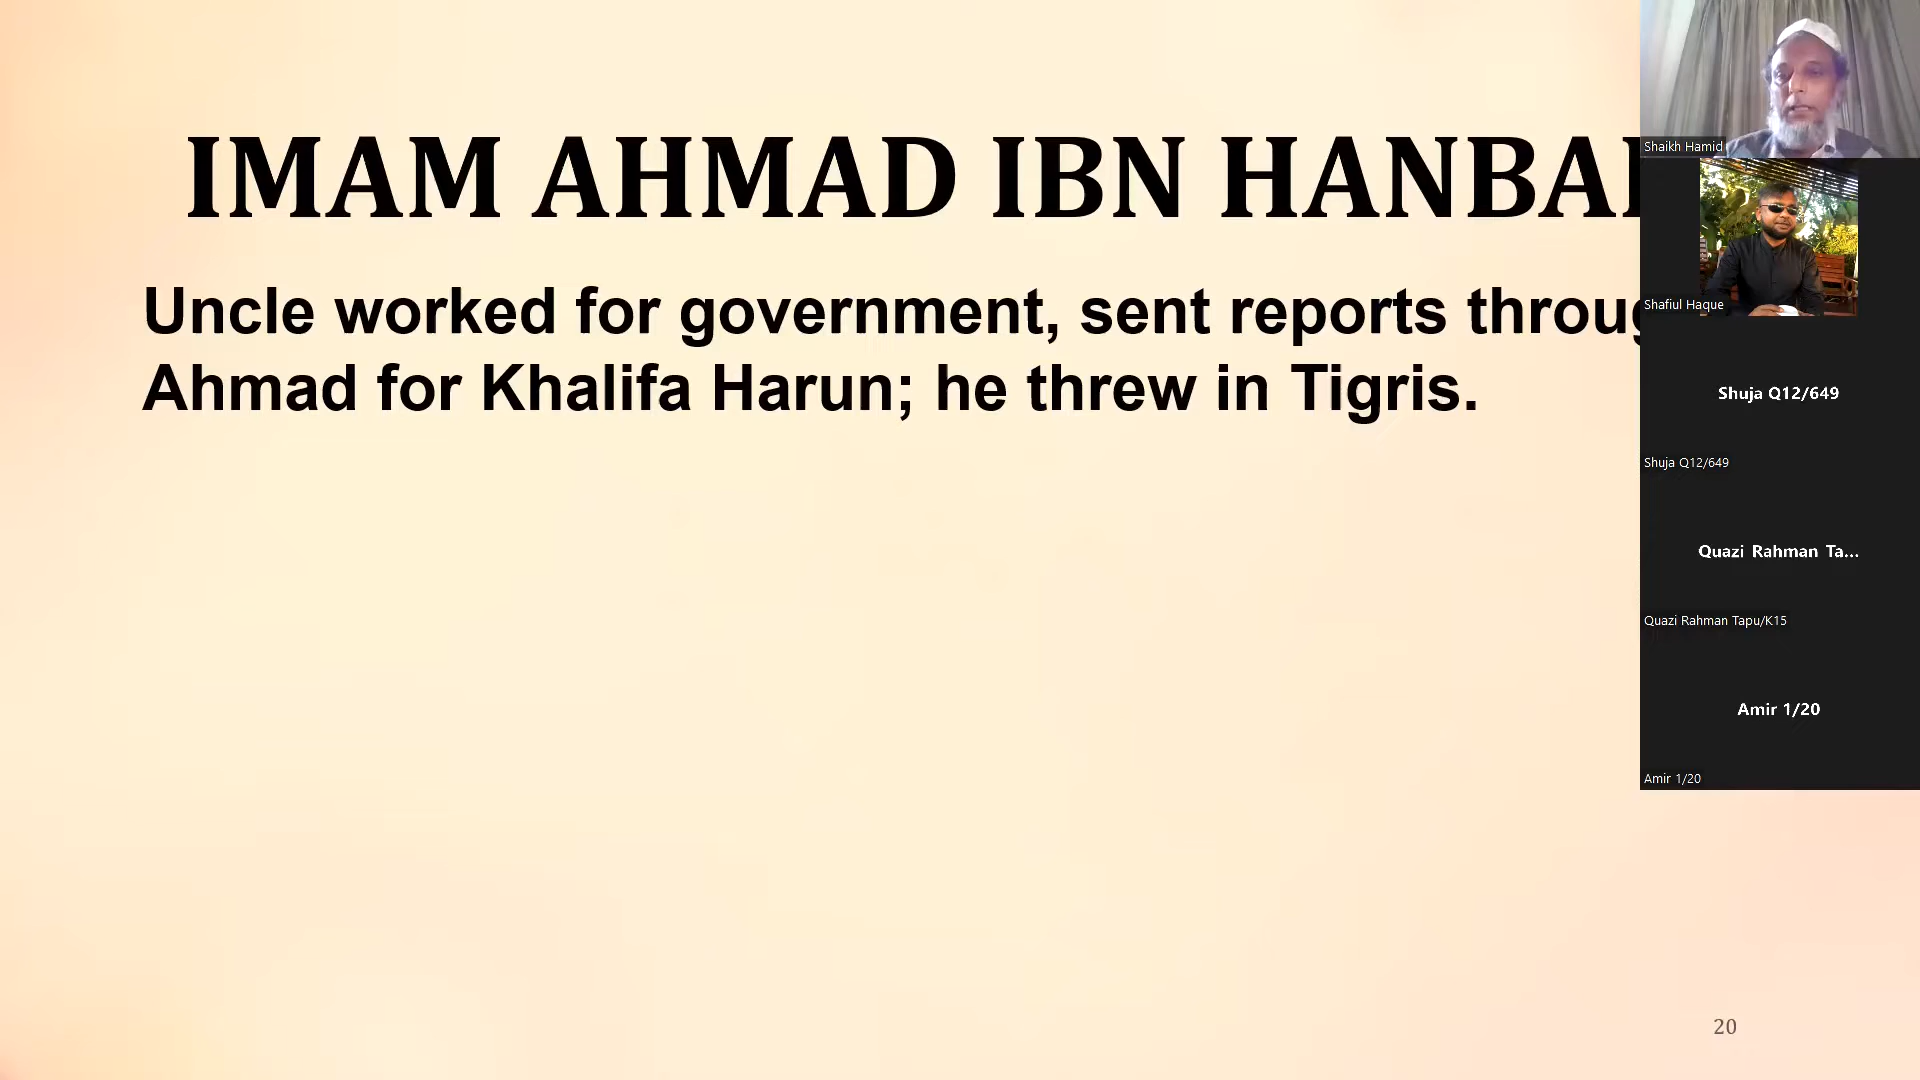 IMAM AHMAD IBN HANBAL
Uncle worked for government, sent reports throug
Ahmad for Khalifa Harun; he threw in Tigris.
20
Shaikh Hamid
Shafiul Haque
Shuja Q12/649
Shuja Q12/649
Quazi Rahman Ta...
Quazi Rahman Tapu/K15
Amir 1/20
Amir 1/20